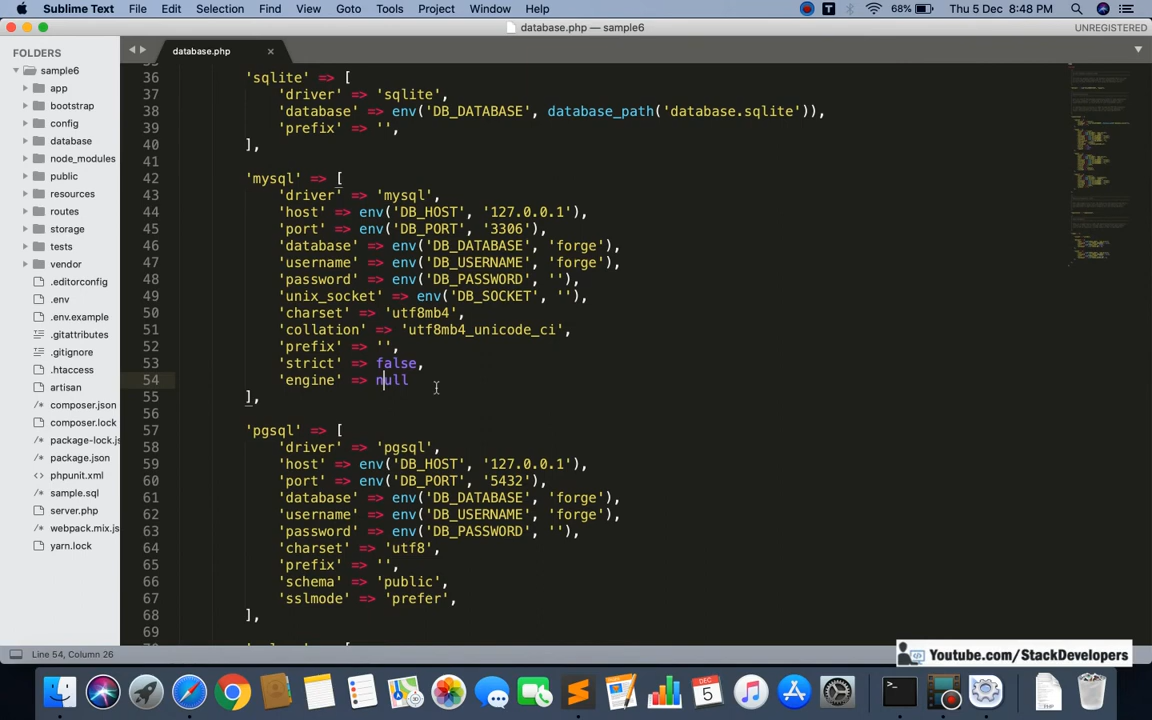 Sublime Text File Edit Selection Find View Goto Tools Project Window Help 68% Thu 5 Dec 8:48 PM
database.php — sample6 UNREGISTERED
FOLDERS
sample6
app
bootstrap
config
database
node_modules
public
resources
routes
storage
tests
vendor
.editorconfig
.env
.env.example
.gitattributes
.gitignore
.htaccess
artisan
composer.json
composer.lock
package-lock.js
package.json
phpunit.xml
sample.sql
server.php
webpack.mix.js
yarn.lock
database.php ×
36 'sqlite' => [
37 'driver' => 'sqlite',
38 'database' => env('DB_DATABASE', database_path('database.sqlite')),
39 'prefix' => '',
40 ],
41
42 'mysql' => [
43 'driver' => 'mysql',
44 'host' => env('DB_HOST', '127.0.0.1'),
45 'port' => env('DB_PORT', '3306'),
46 'database' => env('DB_DATABASE', 'forge'),
47 'username' => env('DB_USERNAME', 'forge'),
48 'password' => env('DB_PASSWORD', ''),
49 'unix_socket' => env('DB_SOCKET', ''),
50 'charset' => 'utf8mb4',
51 'collation' => 'utf8mb4_unicode_ci',
52 'prefix' => '',
53 'strict' => false,
54 'engine' => null
55 ],
56
57 'pgsql' => [
58 'driver' => 'pgsql',
59 'host' => env('DB_HOST', '127.0.0.1'),
60 'port' => env('DB_PORT', '5432'),
61 'database' => env('DB_DATABASE', 'forge'),
62 'username' => env('DB_USERNAME', 'forge'),
63 'password' => env('DB_PASSWORD', ''),
64 'charset' => 'utf8',
65 'prefix' => '',
66 'schema' => 'public',
67 'sslmode' => 'prefer',
68 ],
69
Line 54, Column 26
Youtube.com/StackDevelopers
DEC
5
PHP